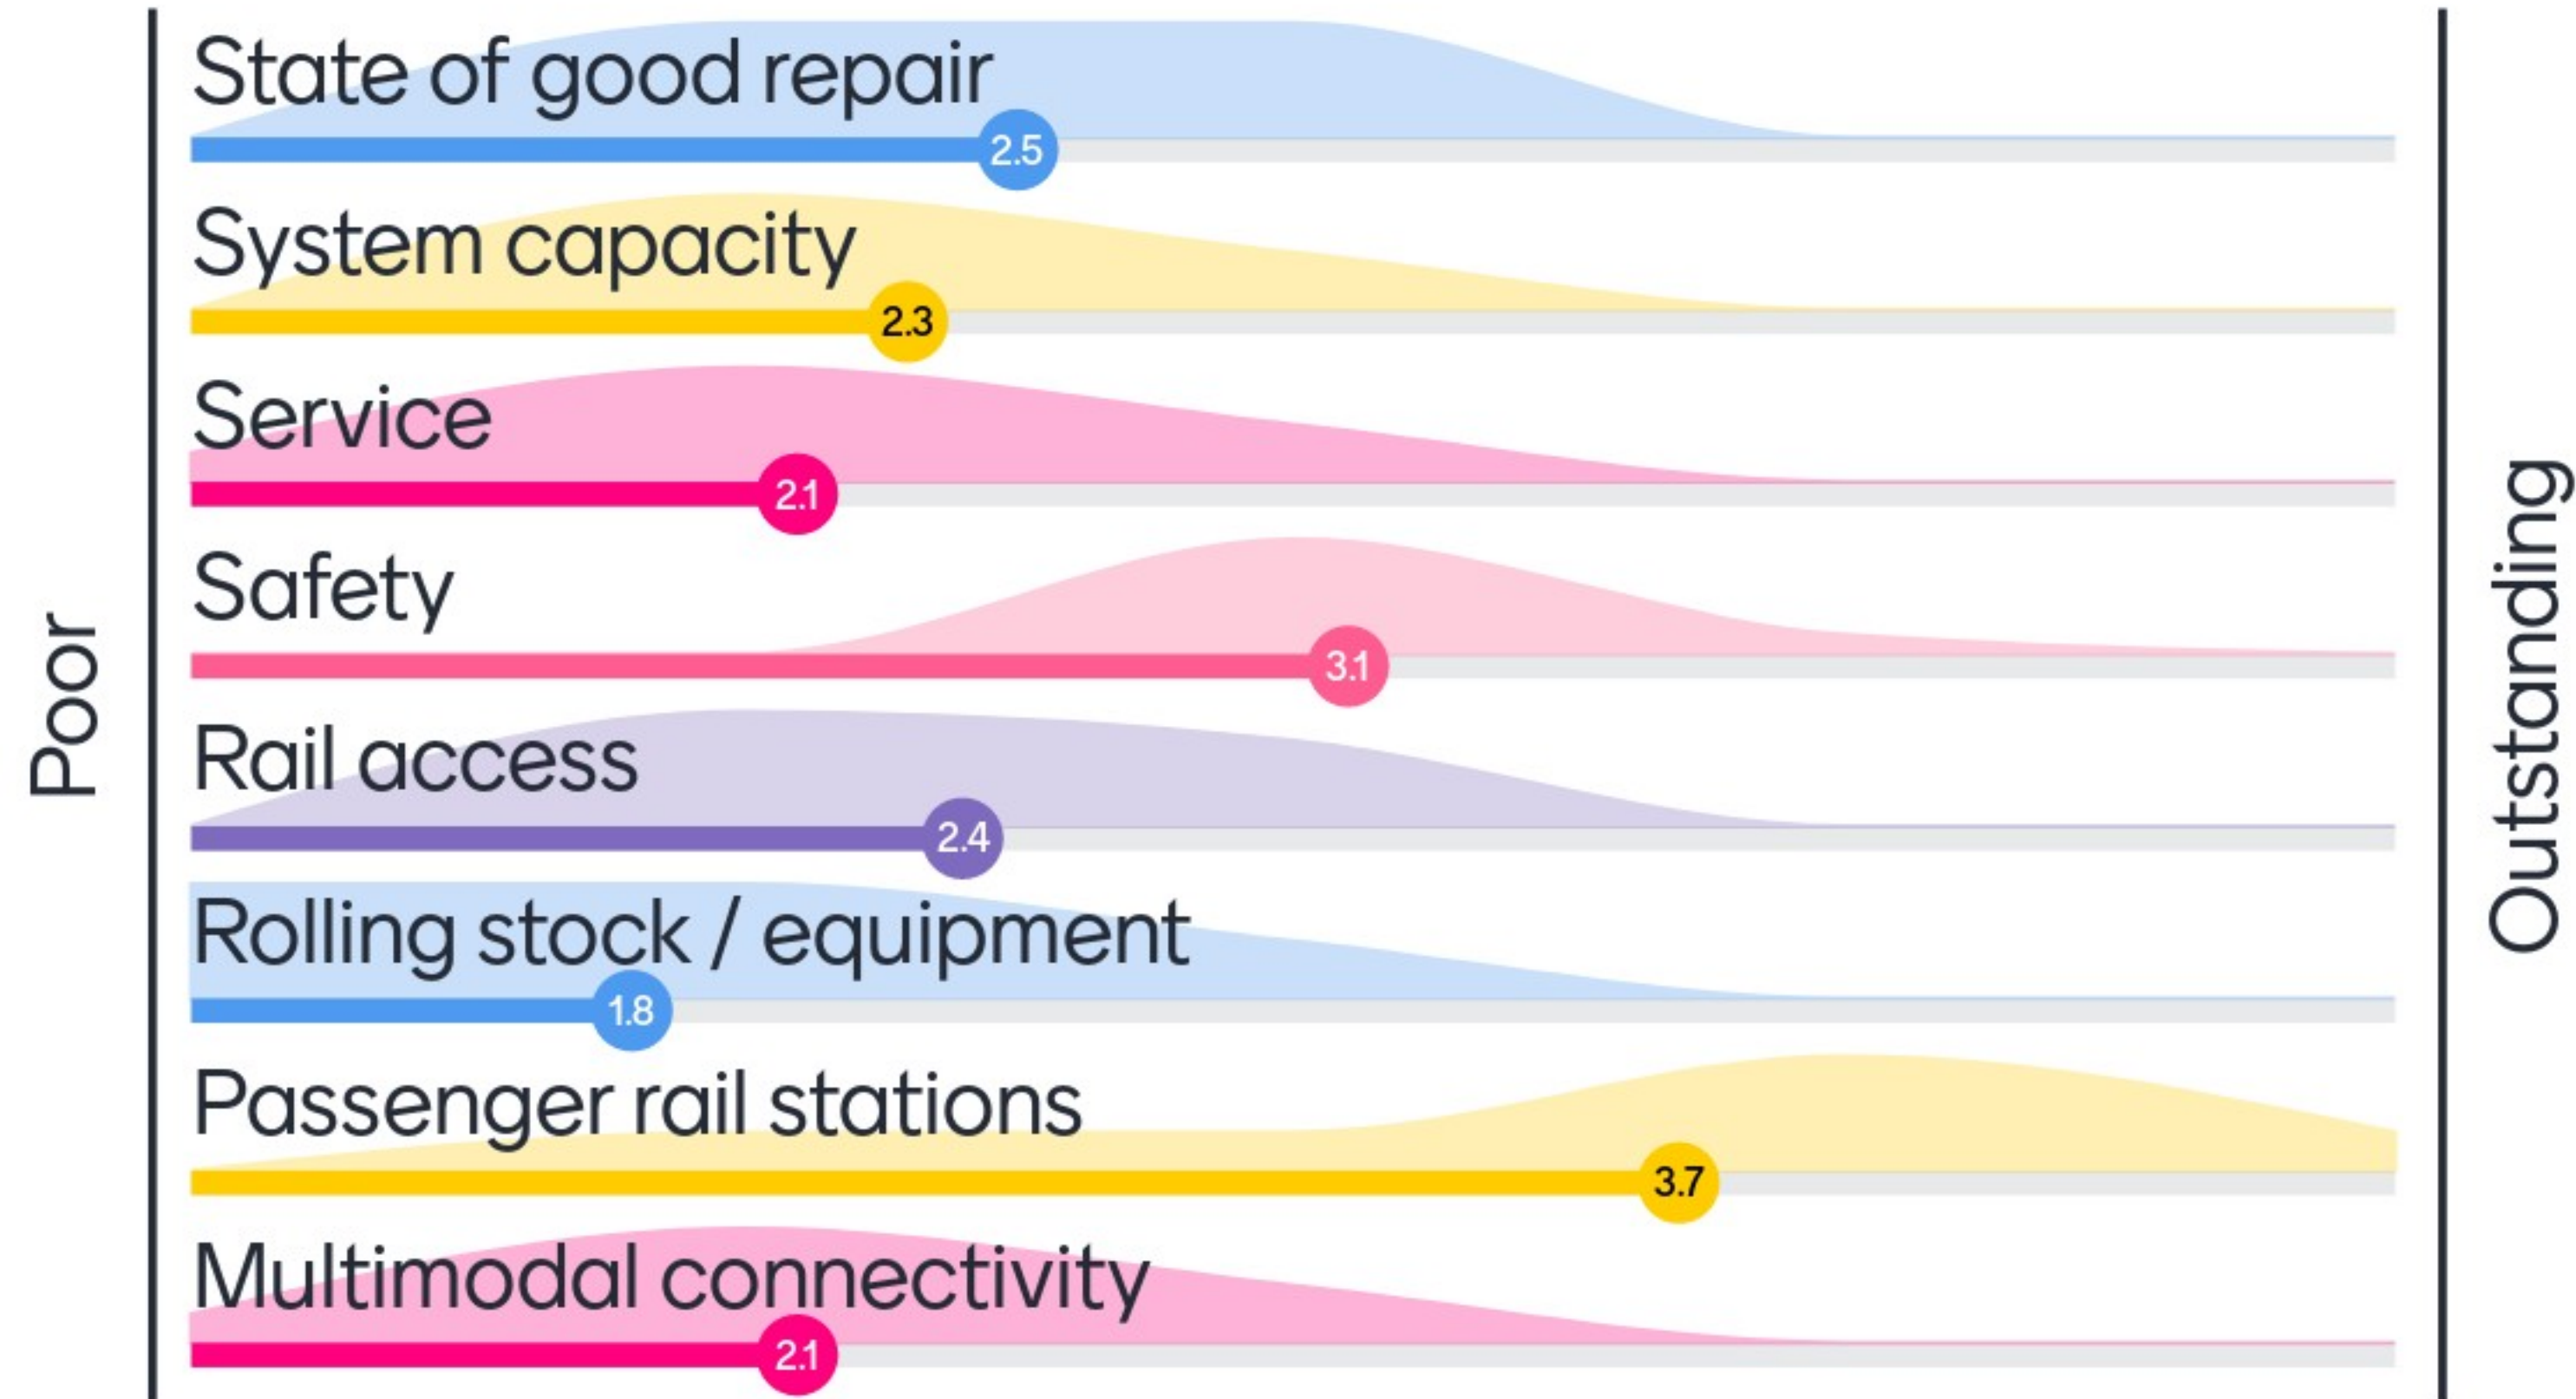 State of good repair
2.5
System capacity
2.3
Service
2.1
Safety
3.1
Poor
Rail access
2.4
Rolling stock / equipment
1.8
Passenger rail stations
3.7
Multimodal connectivity
2.1
Outstanding